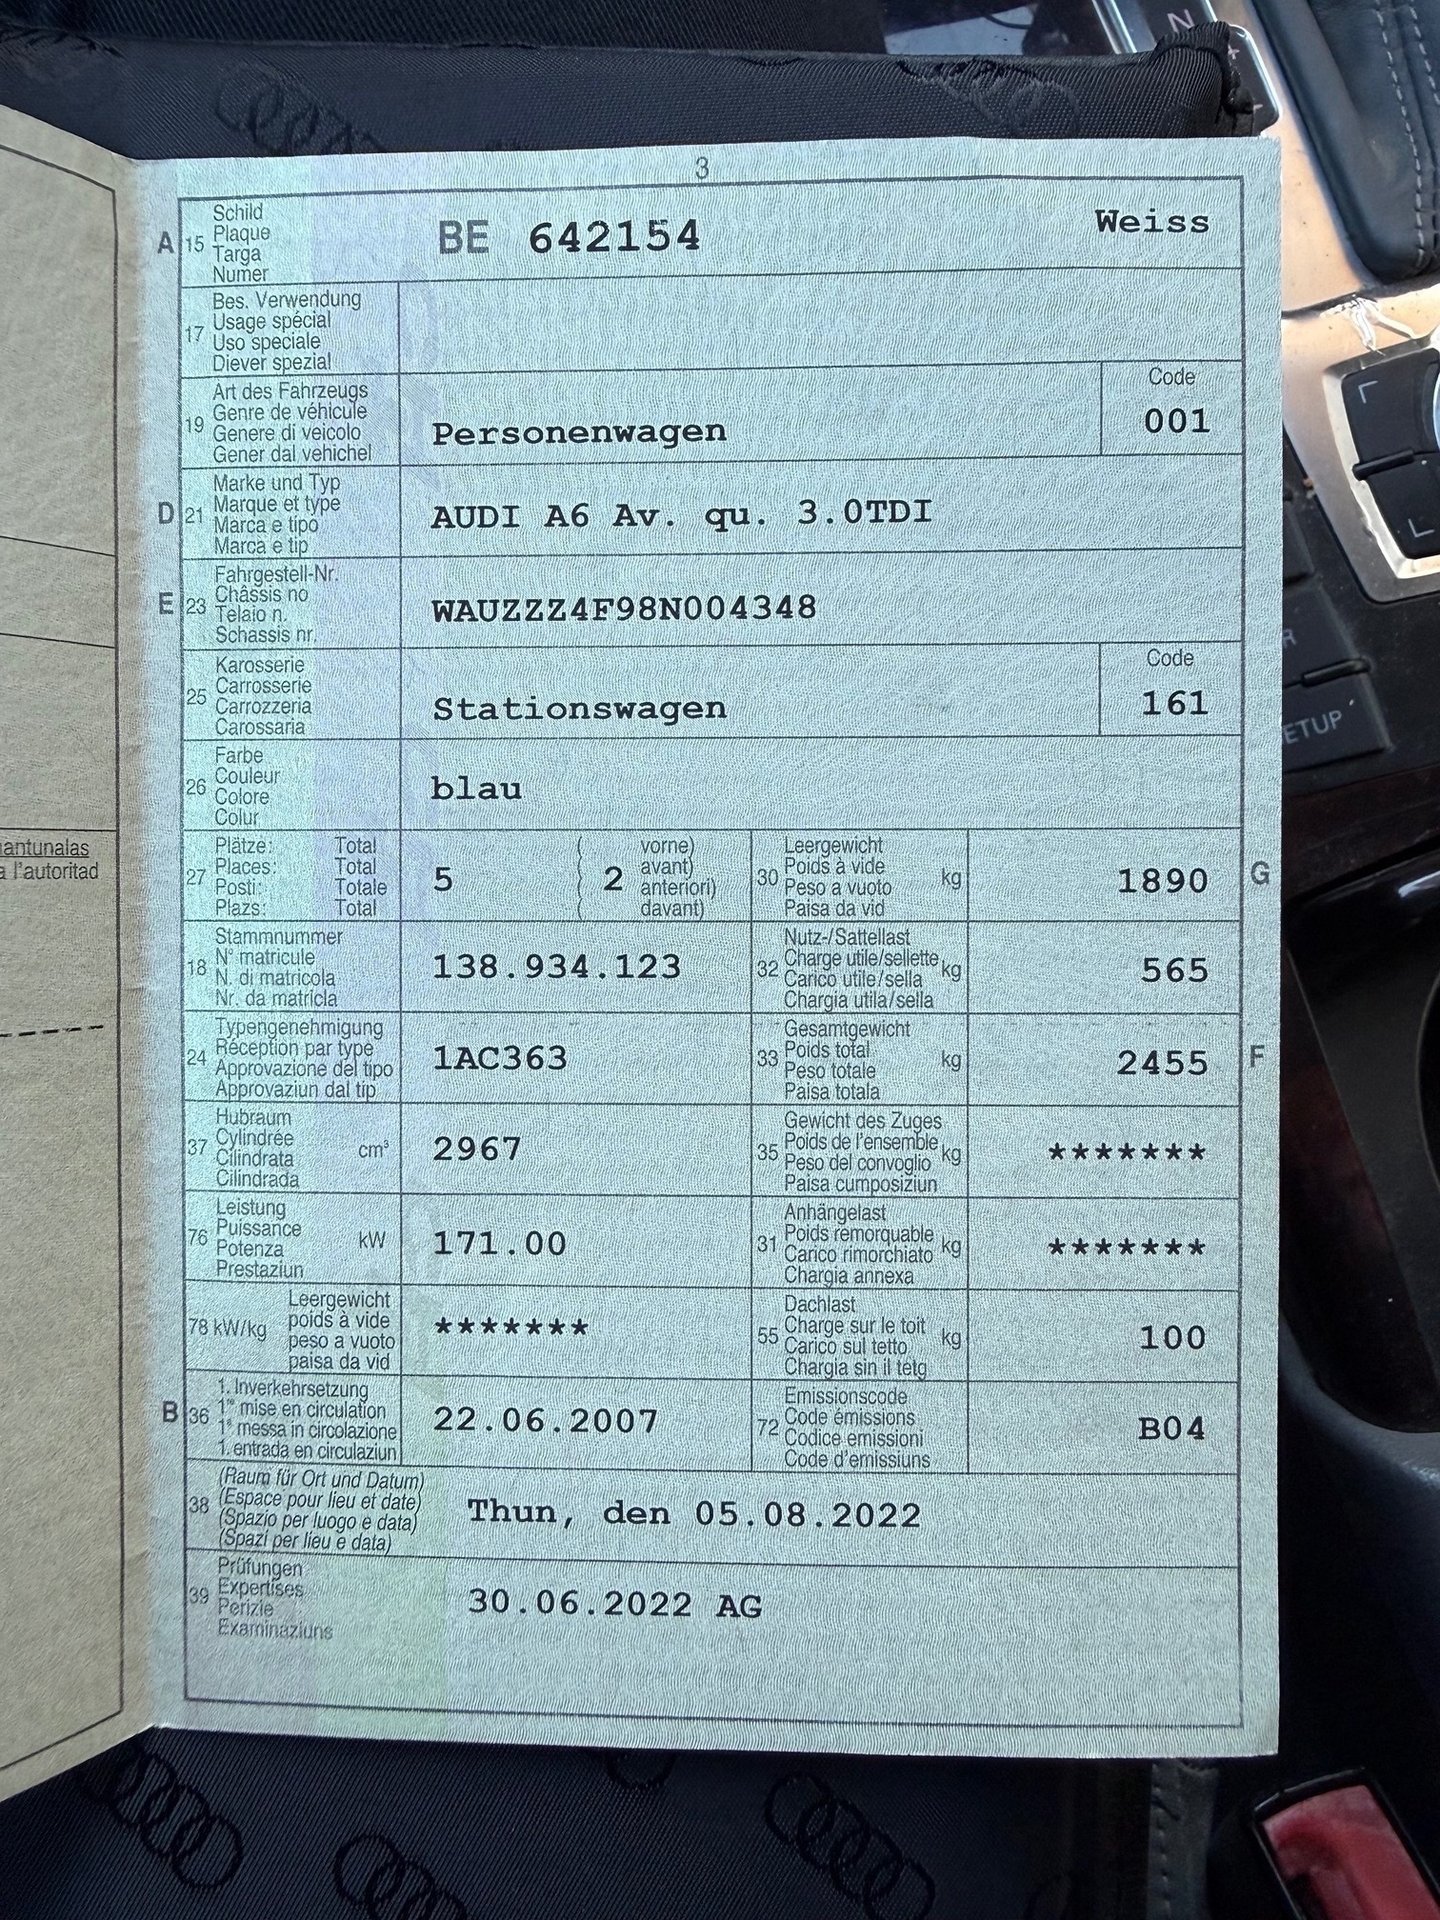 3
A 15 Schild
Plaque
Targa
Numer
BE 642154 Weiss
17 Bes. Verwendung
Usage spécial
Uso speciale
Diever spezial
19 Art des Fahrzeugs
Genre de véhicule
Genere di veicolo
Gener dal vehichel
Personenwagen
Code
001
D 21 Marke und Typ
Marque et type
Marca e tipo
Marca e tip
AUDI A6 Av. qu. 3.0TDI
E 23 Fahrgestell-Nr.
Châssis no
Telaio n.
Schassis nr.
WAUZZZ4F98N004348
25 Karosserie
Carrosserie
Carrozzeria
Carossaria
Stationswagen
Code
161
26 Farbe
Couleur
Colore
Colur
blau
27 Plätze: Total
Places: Total
Posti: Totale
Plazs: Total
5 ( 2 vorne)
( avant)
( anteriori)
( davant)
30 Leergewicht
Poids à vide
Peso a vuoto
Paisa da vid
kg
1890 G
18 Stammnummer
N° matricule
N. di matricola
Nr. da matricla
138.934.123
32 Nutz-/Sattellast
Charge utile/sellette
Carico utile/sella
Chargia utila/sella
kg
565
24 Typengenehmigung
Réception par type
Approvazione del tipo
Approvaziun dal tip
1AC363
33 Gesamtgewicht
Poids total
Peso totale
Paisa totala
kg
2455 F
37 Hubraum
Cylindrée
Cilindrata
Cilindrada
cm³
2967
35 Gewicht des Zuges
Poids de l'ensemble
Peso del convoglio
Paisa cumposiziun
kg
*******
76 Leistung
Puissance
Potenza
Prestaziun
kW
171.00
31 Anhängelast
Poids remorquable
Carico rimorchiato
Chargia annexa
kg
*******
78 kW/kg Leergewicht
poids à vide
peso a vuoto
paisa da vid
*******
55 Dachlast
Charge sur le toit
Carico sul tetto
Chargia sin il tetg
kg
100
B 36 1. Inverkehrsetzung
1re mise en circulation
1a messa in circolazione
1. entrada en circulaziun
22.06.2007
72 Emissionscode
Code émissions
Codice emissioni
Code d'emissiuns
B04
38 (Raum für Ort und Datum)
(Espace pour lieu et date)
(Spazio per luogo e data)
(Spazi per lieu e data)
Thun, den 05.08.2022
39 Prüfungen
Expertises
Perizie
Examinaziuns
30.06.2022 AG
l'autoritad
N